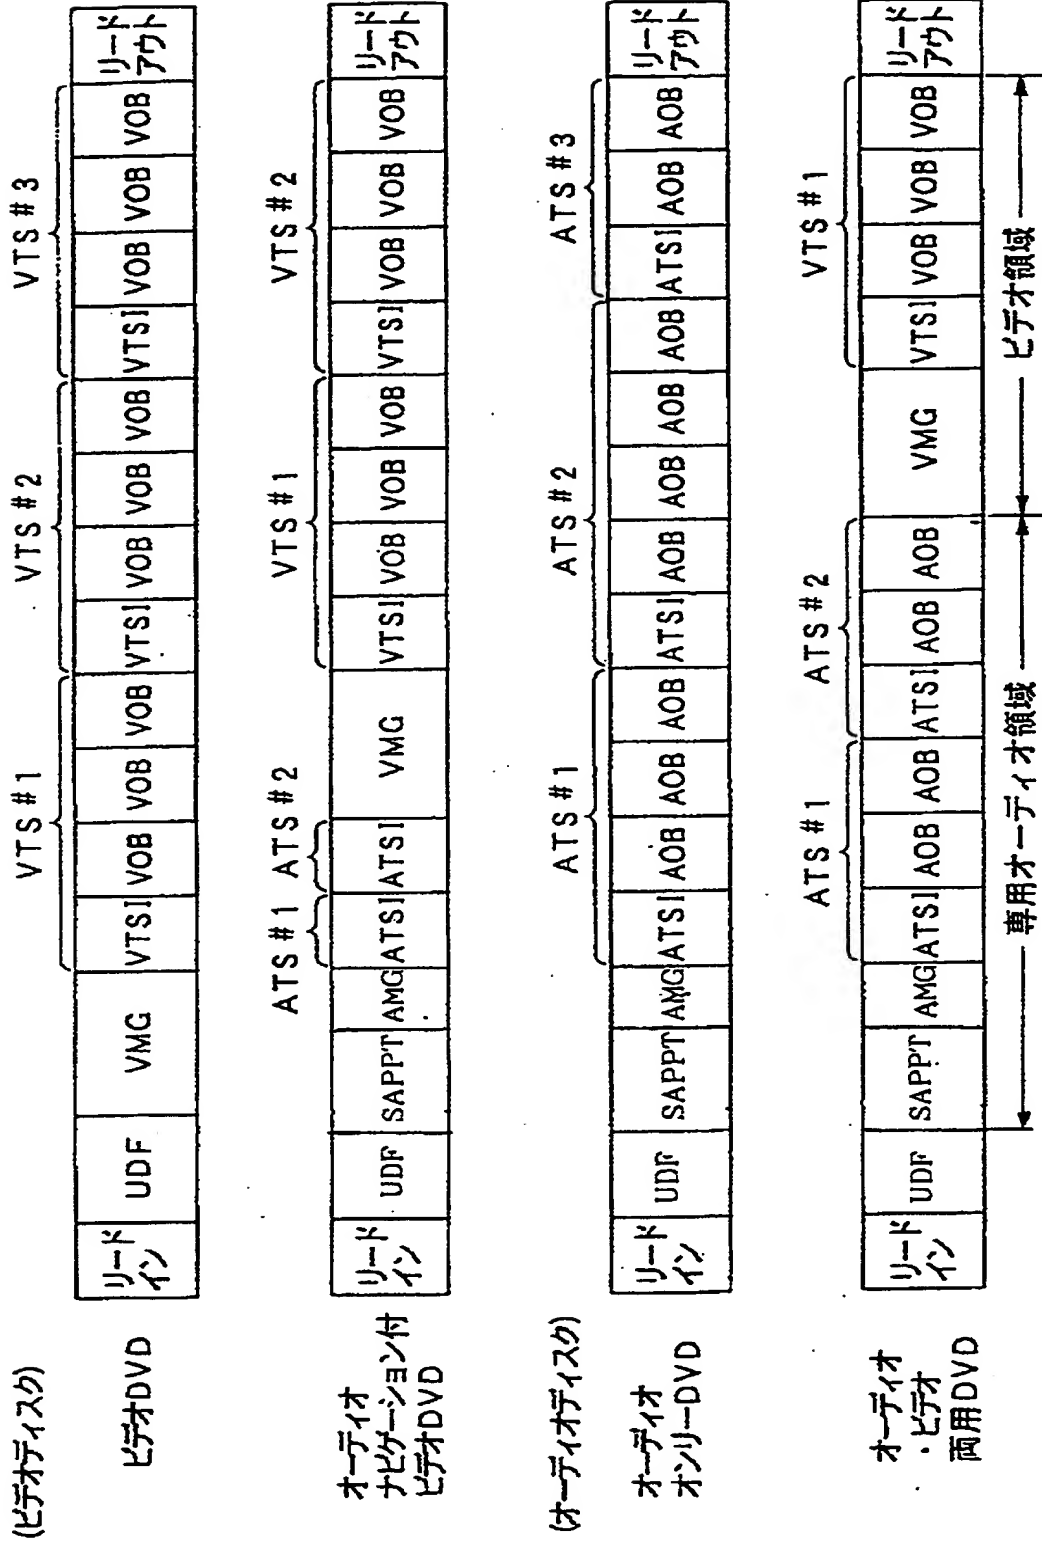 (ビデオディスク)
VTS#1 VTS#2 VTS#3
ビデオDVD
リード
イン
UDF VMG VTSI VOB VOB VOB VTSI VOB VOB VOB VTSI VOB VOB VOB
リード
アウト
ATS#1 ATS#2 VTS#1 VTS#2
オーディオ
ナビゲーション付
ビデオDVD
リード
イン
UDF SAPPT AMG ATSI ATSI VMG VTSI VOB VOB VOB VTSI VOB VOB VOB
リード
アウト
(オーディオディスク)
ATS#1 ATS#2 ATS#3
オーディオ
オンリーDVD
リード
イン
UDF SAPPT AMG ATSI AOB AOB AOB ATSI AOB AOB AOB AOB ATSI AOB AOB
リード
アウト
ATS#1 ATS#2 VTS#1
オーディオ
・ビデオ
両用DVD
リード
イン
UDF SAPPT AMG ATSI AOB AOB ATSI AOB AOB VMG VTSI VOB VOB VOB
リード
アウト
専用オーディオ領域 ビデオ領域